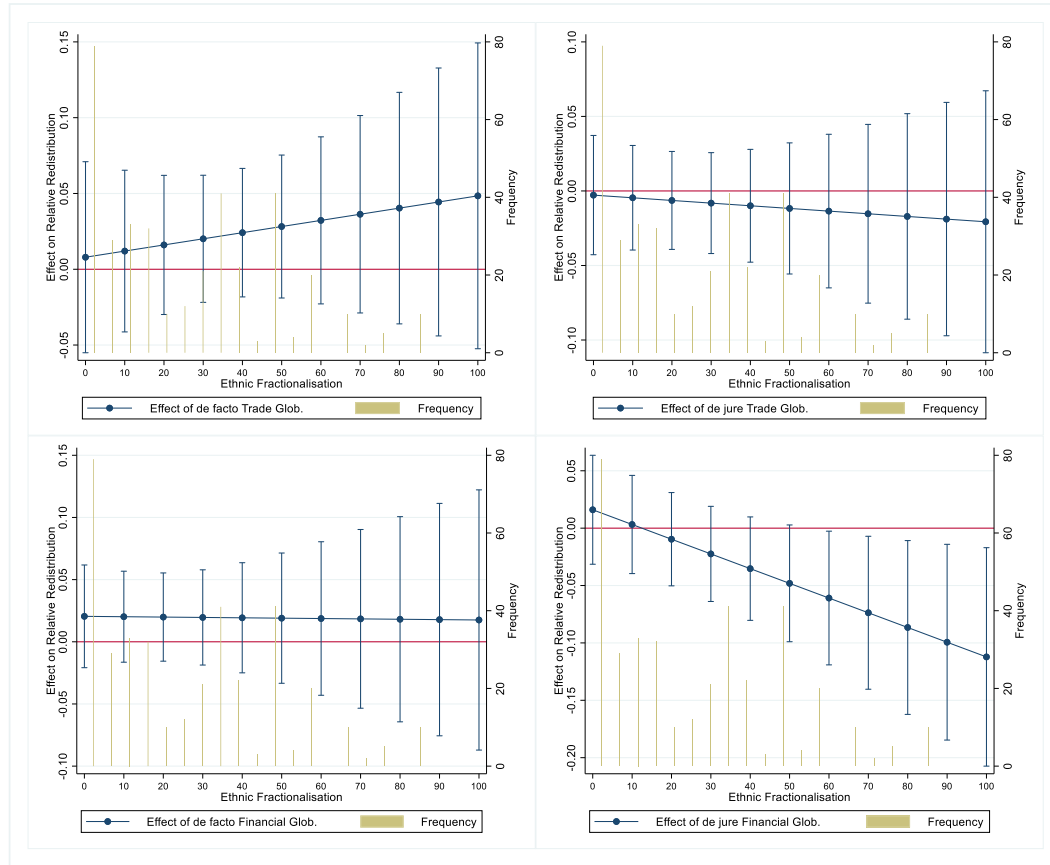 0.15
0.10
0.05
0.00
-0.05
Effect on Relative Redistribution
80
60
40
20
0
Frequency
0 10 20 30 40 50 60 70 80 90 100
Ethnic Fractionalisation
Effect of de facto Trade Glob. Frequency
0.10
0.05
0.00
-0.05
-0.10
Effect on Relative Redistribution
80
60
40
20
0
Frequency
0 10 20 30 40 50 60 70 80 90 100
Ethnic Fractionalisation
Effect of de jure Trade Glob. Frequency
0.15
0.10
0.05
0.00
-0.05
-0.10
Effect on Relative Redistribution
80
60
40
20
0
Frequency
0 10 20 30 40 50 60 70 80 90 100
Ethnic Fractionalisation
Effect of de facto Financial Glob. Frequency
0.05
0.00
-0.05
-0.10
-0.15
-0.20
Effect on Relative Redistribution
80
60
40
20
0
Frequency
0 10 20 30 40 50 60 70 80 90 100
Ethnic Fractionalisation
Effect of de jure Financial Glob. Frequency